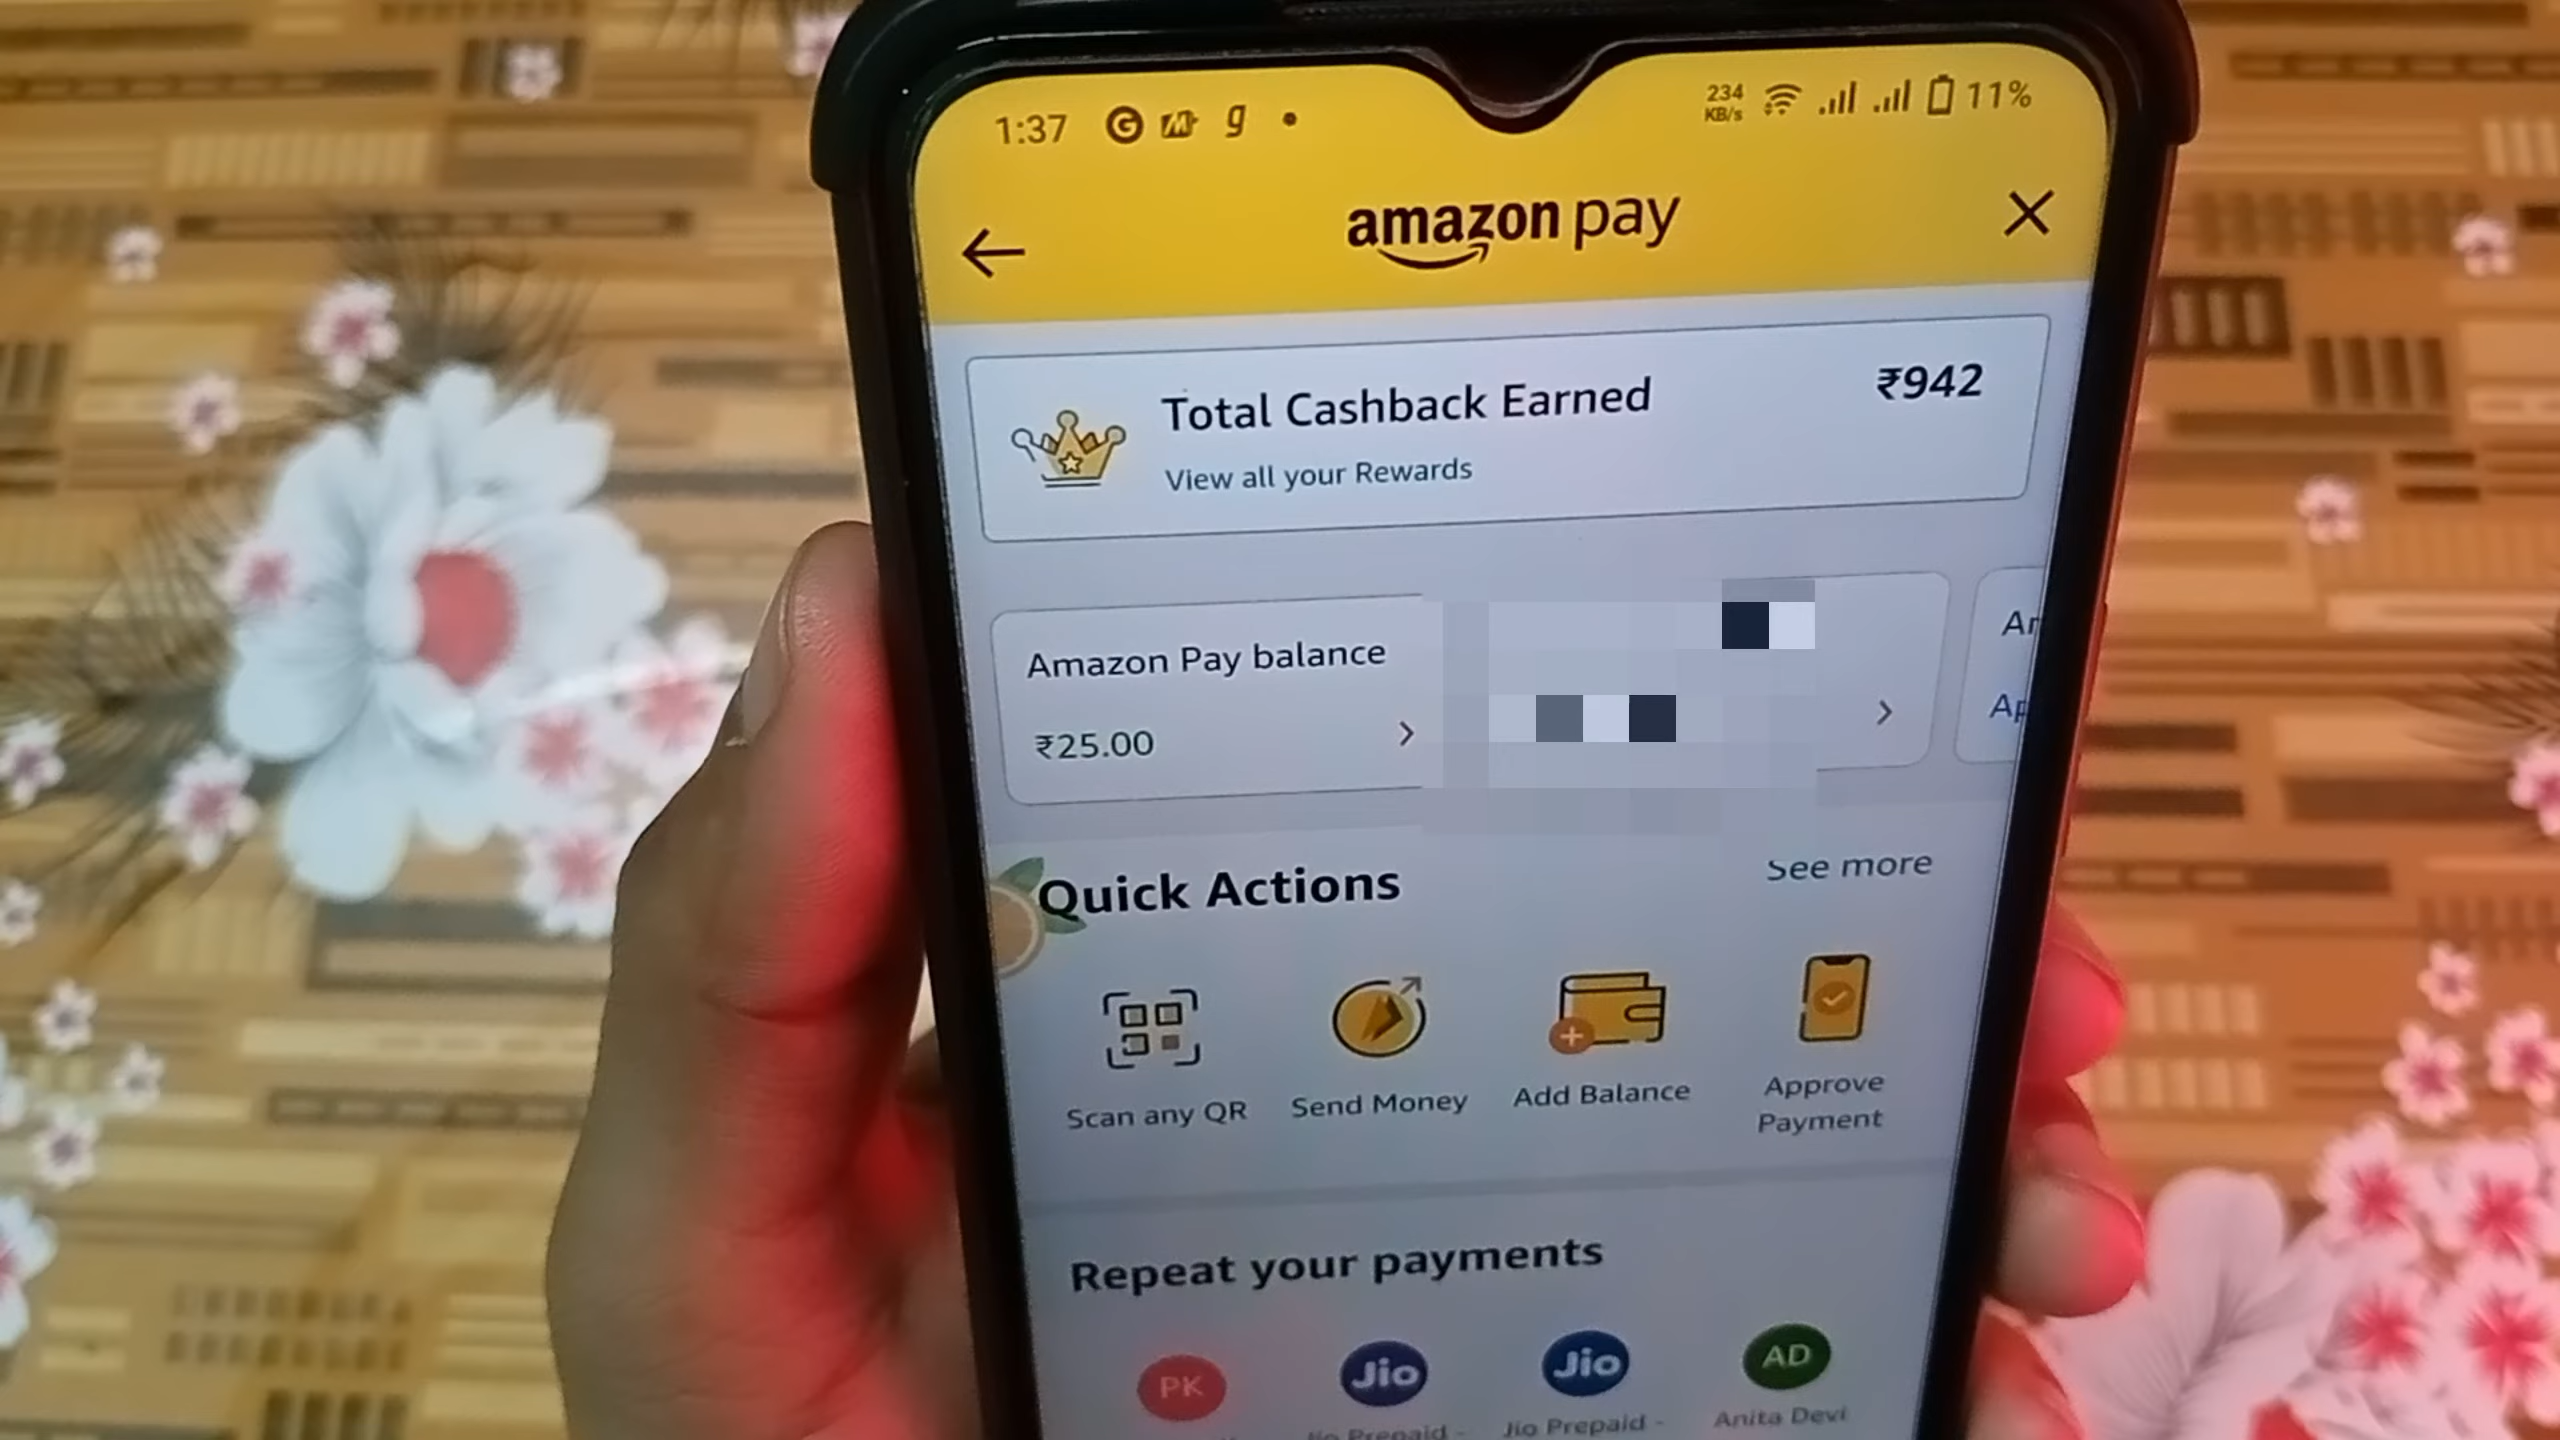 1:37 G M g 234 KB/s 11%
amazon pay
Total Cashback Earned ₹942
View all your Rewards
Amazon Pay balance
₹25.00
Quick Actions See more
Scan any QR Send Money Add Balance Approve Payment
Repeat your payments
PK Jio Jio AD
Jio Prepaid - Jio Prepaid - Anita Devi